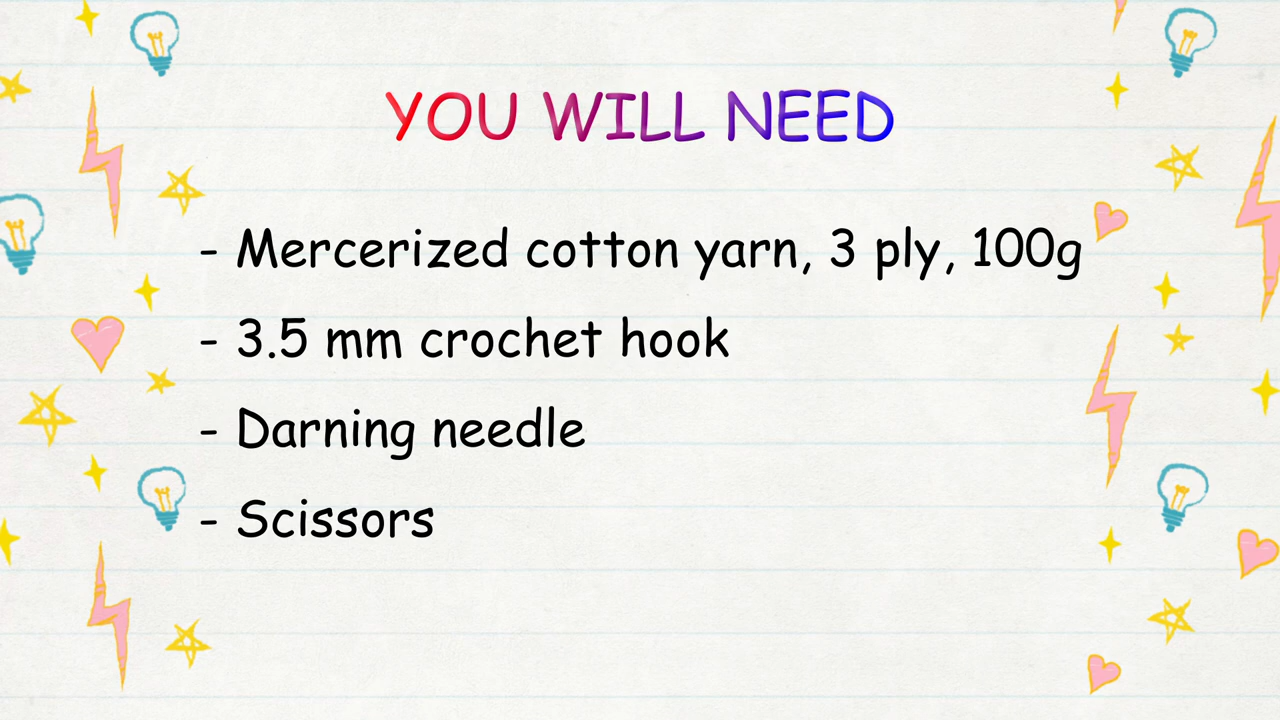 YOU WILL NEED
- Mercerized cotton yarn, 3 ply, 100g
- 3.5 mm crochet hook
- Darning needle
- Scissors